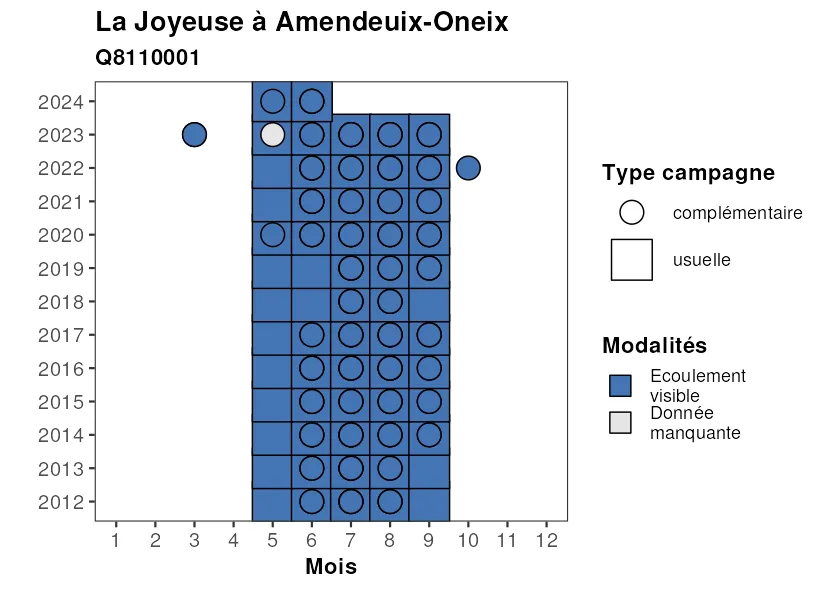 La Joyeuse à Amendeuix-Oneix
Q8110001
2024
2023
2022
2021
2020
2019
2018
2017
2016
2015
2014
2013
2012
1 2 3 4 5 6 7 8 9 10 11 12
Mois
Type campagne
complémentaire
usuelle
Modalités
Ecoulement
visible
Donnée
manquante